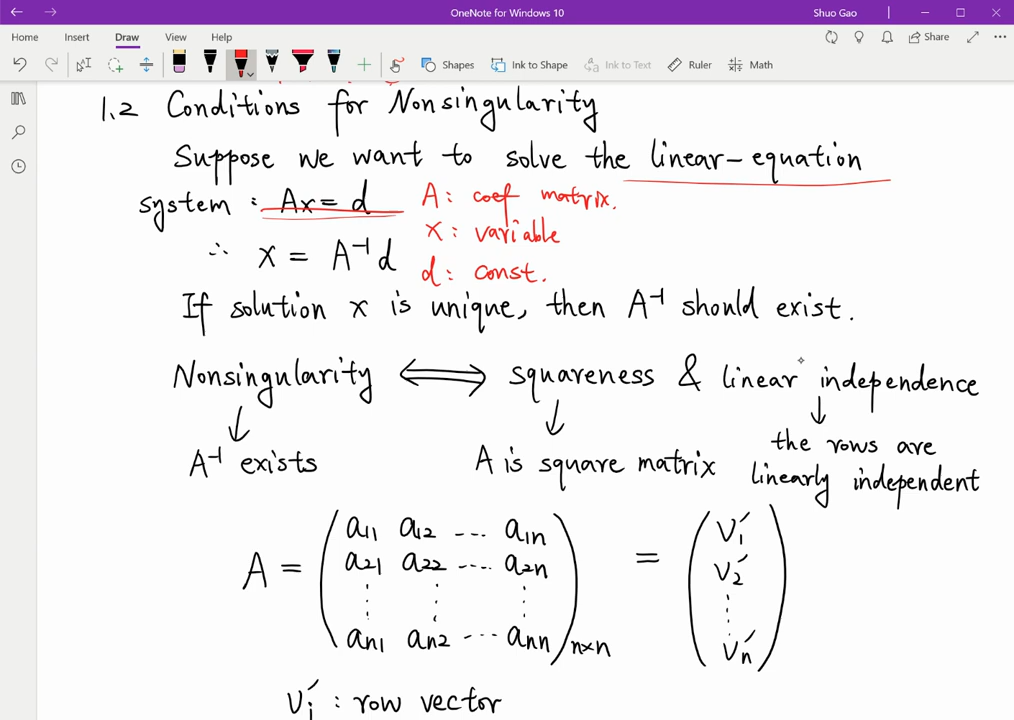 OneNote for Windows 10
Shuo Gao
Home Insert Draw View Help
Share
Shapes
Ink to Shape
Ink to Text
Ruler
Math
1.2 Conditions for Nonsingularity
Suppose we want to solve the linear-equation
system : Ax = d
A: coef matrix.
x: variable
d: const.
∴ x = A⁻¹d
If solution x is unique, then A⁻¹ should exist.
Nonsingularity ⟺ squareness & linear independence
↓ ↓ ↓
A⁻¹ exists
A is square matrix
the rows are
linearly independent
A = ( a11 a12 --- a1n
a21 a22 ---- a2n
⋮ ⋮ ⋮
an1 an2 --- ann )n×n
= ( v1′
v2′
⋮
vn′ )
vi′ : row vector